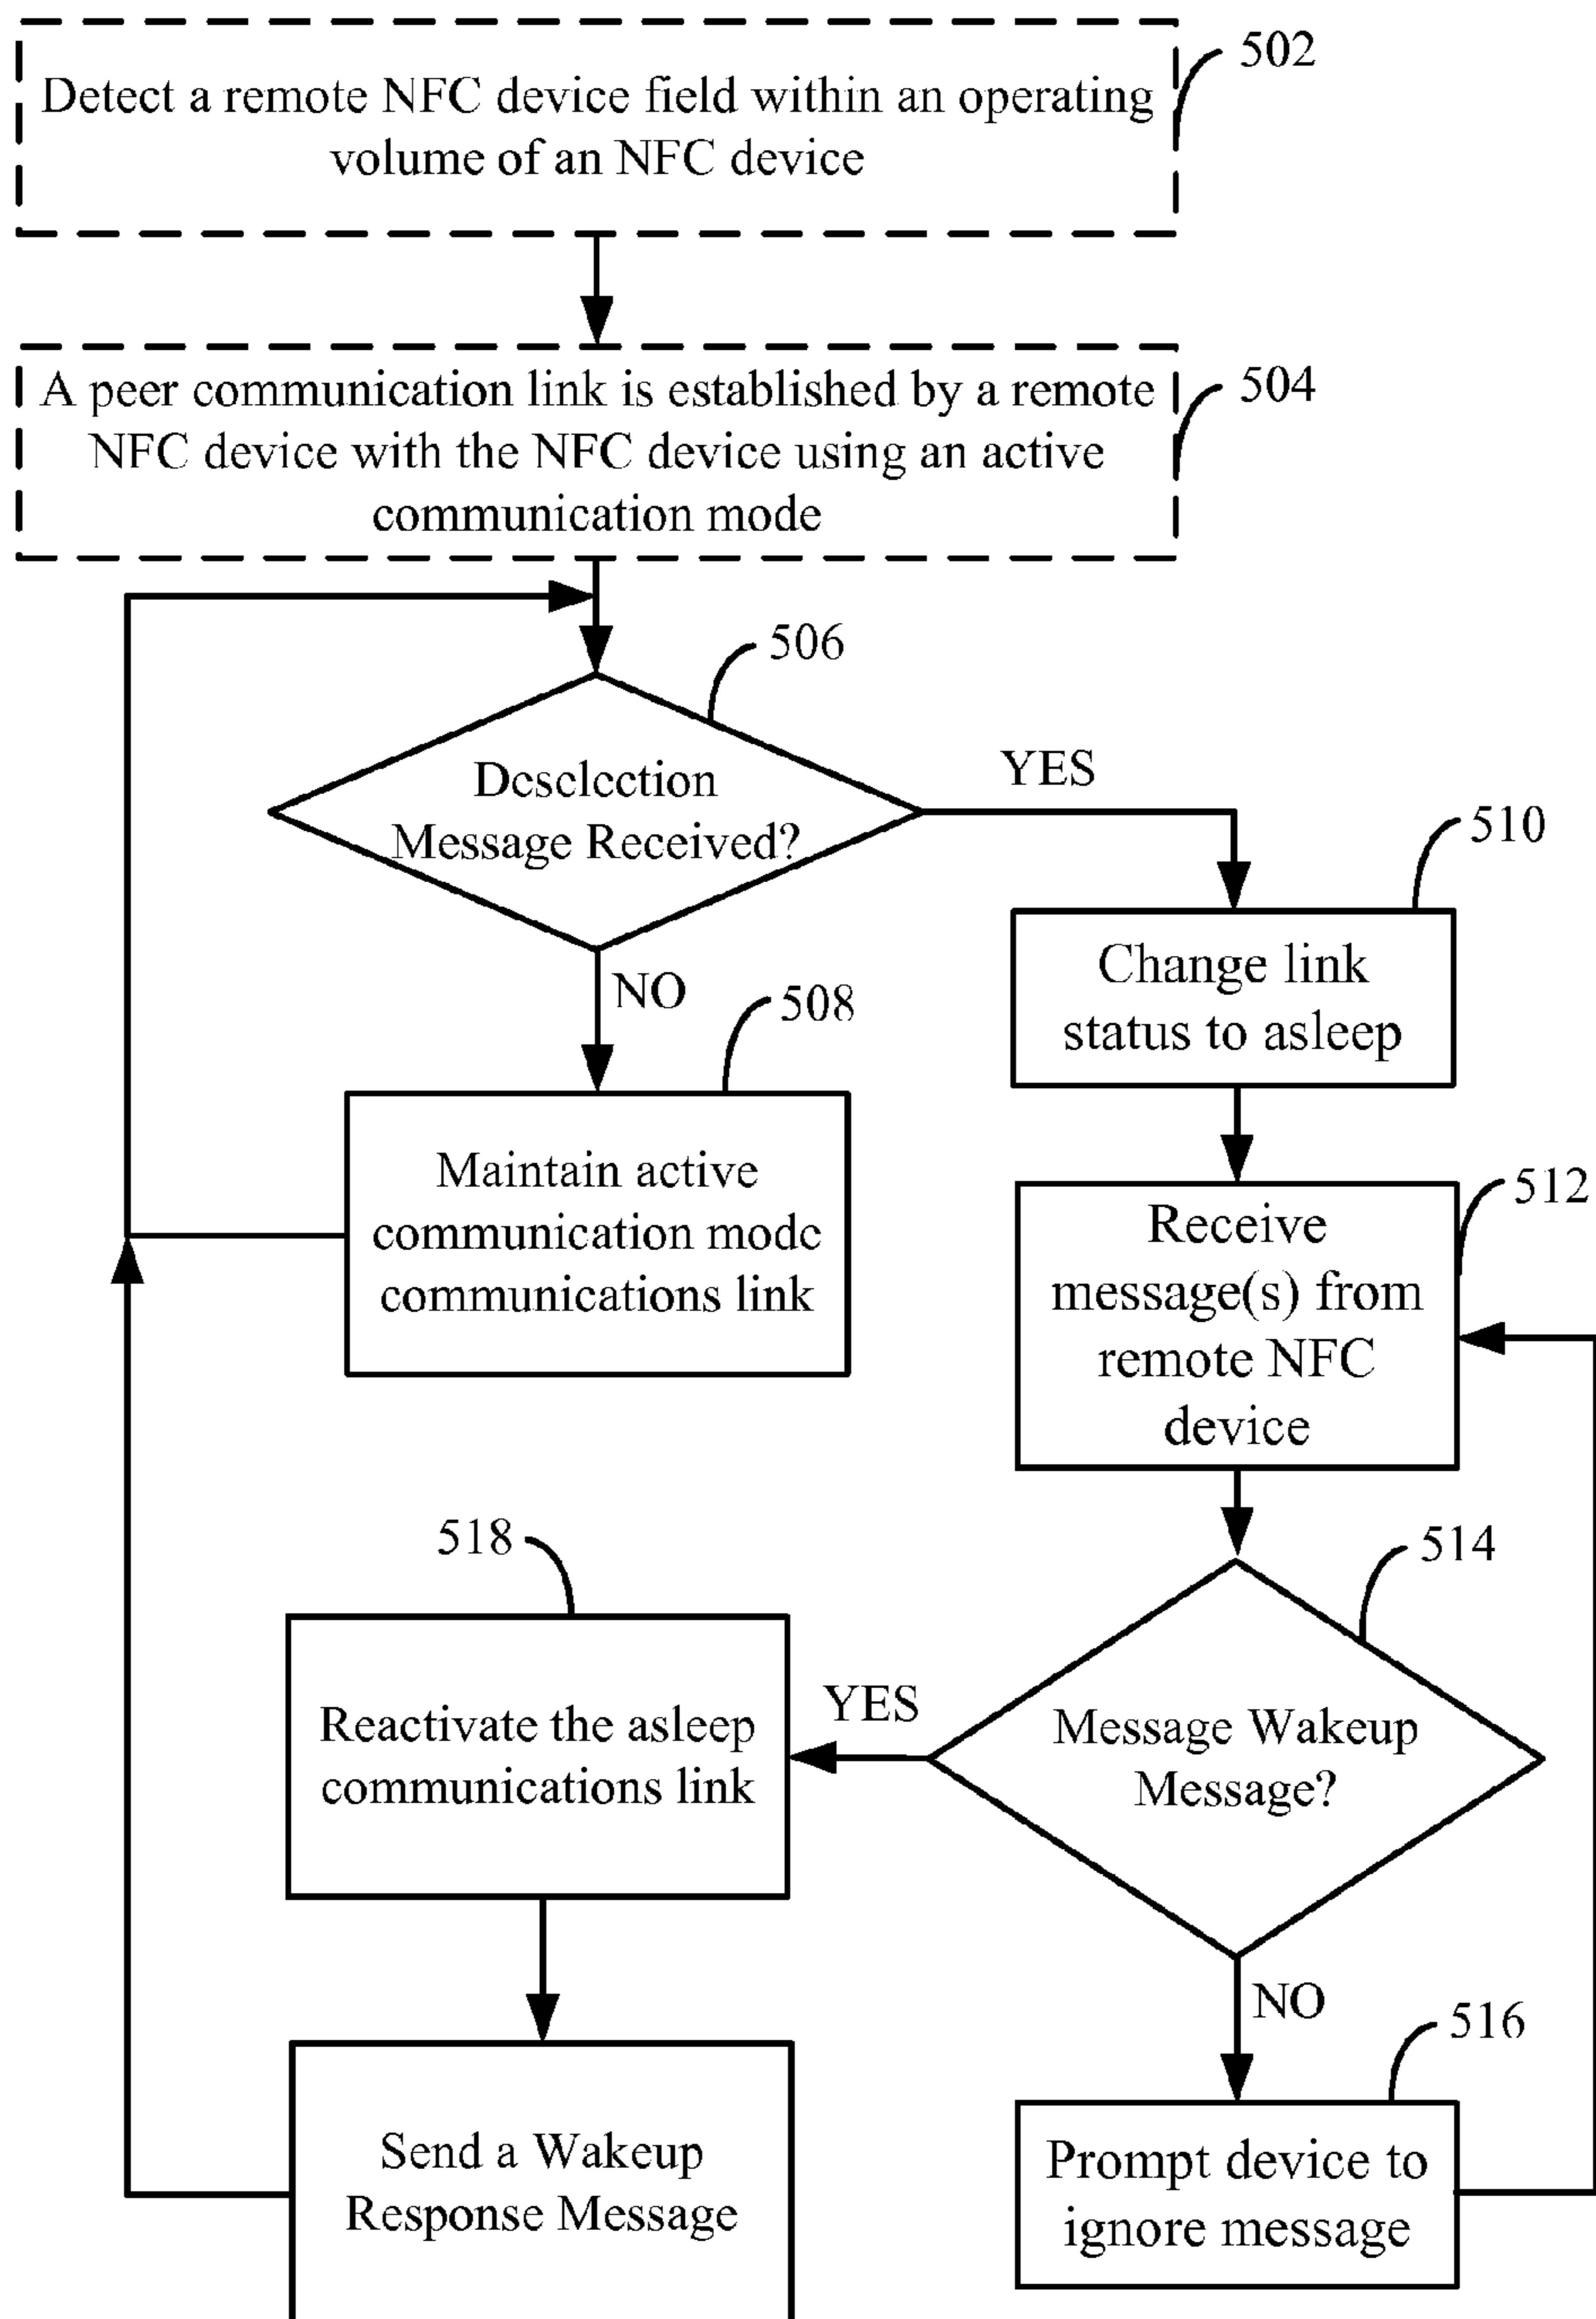 502
Detect a remote NFC device field within an operating
volume of an NFC device
504
A peer communication link is established by a remote
NFC device with the NFC device using an active
communication mode
506
Deselection
Message Received?
YES
NO
508
Maintain active
communication mode
communications link
510
Change link
status to asleep
512
Receive
message(s) from
remote NFC
device
514
Message Wakeup
Message?
YES
NO
518
Reactivate the asleep
communications link
Send a Wakeup
Response Message
516
Prompt device to
ignore message